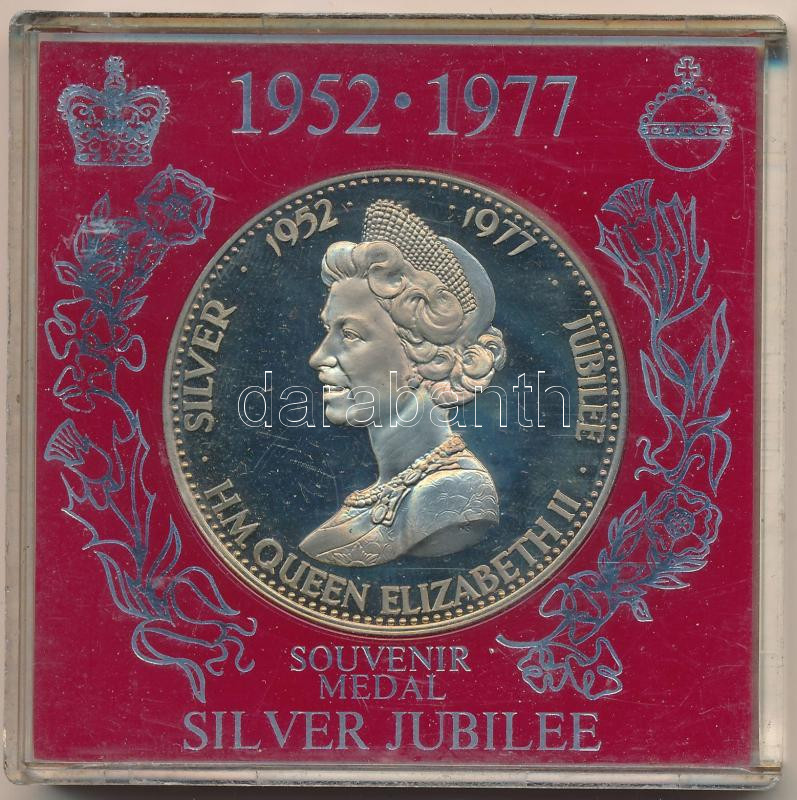 1952 · 1977
· SILVER · 1952 · 1977 · JUBILEE ·
H.M. QUEEN ELIZABETH II
darabanth
SOUVENIR
MEDAL
SILVER JUBILEE